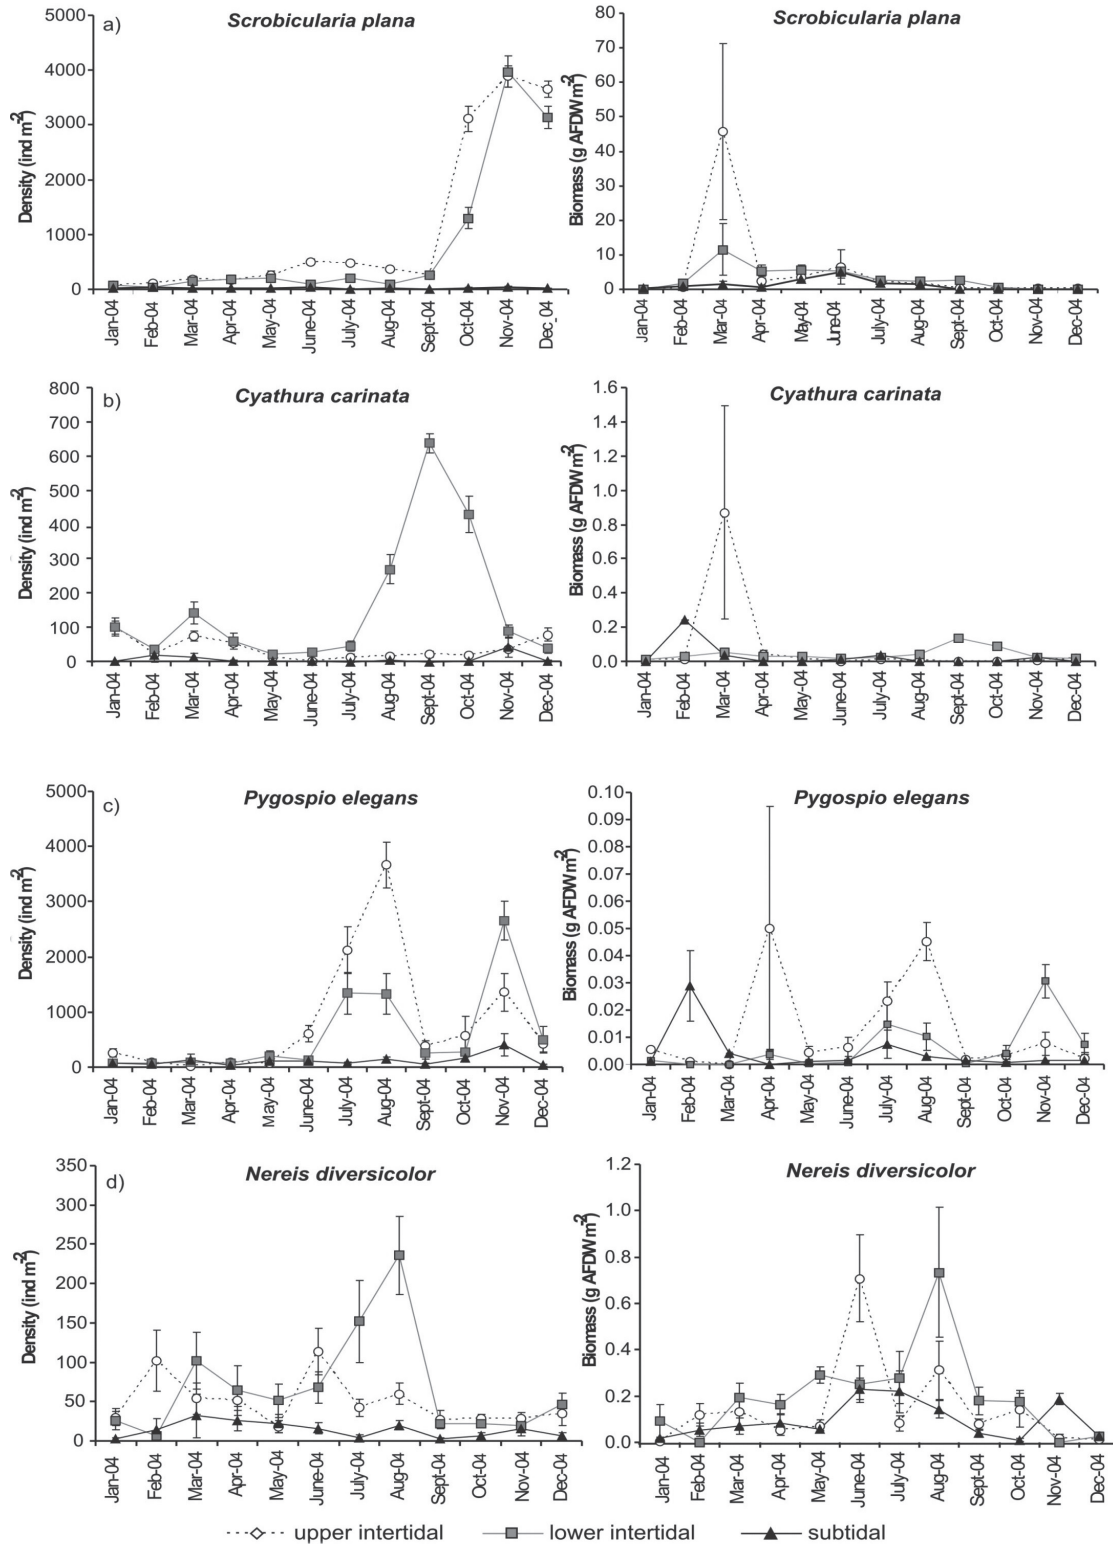 a) Scrobicularia plana
5000
4000
3000
2000
1000
0
Density (ind m⁻²)
Jan-04 Feb-04 Mar-04 Apr-04 May-04 June-04 July-04 Aug-04 Sept-04 Oct-04 Nov-04 Dec_04
Scrobicularia plana
80
70
60
50
40
30
20
10
0
Biomass (g AFDW m⁻²)
Jan-04 Feb-04 Mar-04 Apr-04 May-04 June-04 July-04 Aug-04 Sept-04 Oct-04 Nov-04 Dec-04
b) Cyathura carinata
800
700
600
500
400
300
200
100
0
Density (ind m⁻²)
Jan-04 Feb-04 Mar-04 Apr-04 May-04 June-04 July-04 Aug-04 Sept-04 Oct-04 Nov-04 Dec-04
Cyathura carinata
1.6
1.4
1.2
1.0
0.8
0.6
0.4
0.2
0.0
Biomass (g AFDW m⁻²)
Jan-04 Feb-04 Mar-04 Apr-04 May-04 June-04 July-04 Aug-04 Sept-04 Oct-04 Nov-04 Dec-04
c) Pygospio elegans
5000
4000
3000
2000
1000
0
Density (ind m⁻²)
Jan-04 Feb-04 Mar-04 Apr-04 May-04 June-04 July-04 Aug-04 Sept-04 Oct-04 Nov-04 Dec-04
Pygospio elegans
0.10
0.09
0.08
0.07
0.06
0.05
0.04
0.03
0.02
0.01
0.00
Biomass (g AFDW m⁻²)
Jan-04 Feb-04 Mar-04 Apr-04 May-04 June-04 July-04 Aug-04 Sept-04 Oct-04 Nov-04 Dec-04
d) Nereis diversicolor
350
300
250
200
150
100
50
0
Density (ind m⁻²)
Jan-04 Feb-04 Mar-04 Apr-04 May-04 June-04 July-04 Aug-04 Sept-04 Oct-04 Nov-04 Dec-04
Nereis diversicolor
1.2
1.0
0.8
0.6
0.4
0.2
0.0
Biomass (g AFDW m⁻²)
Jan-04 Feb-04 Mar-04 Apr-04 May-04 June-04 July-04 Aug-04 Sept-04 Oct-04 Nov-04 Dec-04
upper intertidal lower intertidal subtidal